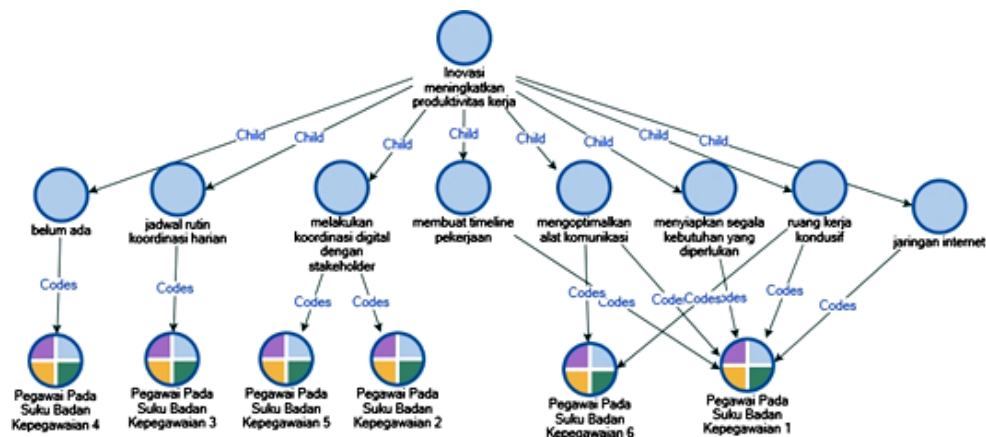 Inovasi
meningkatkan
produktivitas kerja
Child
Child
Child
Child
Child
Child
Child
Child
belum ada
jadwal rutin
koordinasi harian
melakukan
koordinasi digital
dengan
stakeholder
membuat timeline
pekerjaan
mengoptimalkan
alat komunikasi
menyiapkan segala
kebutuhan yang
diperlukan
ruang kerja
kondusif
jaringan internet
Codes
Codes
Codes
Codes
Codes
Codes
Codes
Codes
Codes
Pegawai Pada
Suku Badan
Kepegawaian 4
Pegawai Pada
Suku Badan
Kepegawaian 3
Pegawai Pada
Suku Badan
Kepegawaian 5
Pegawai Pada
Suku Badan
Kepegawaian 2
Pegawai Pada
Suku Badan
Kepegawaian 6
Pegawai Pada
Suku Badan
Kepegawaian 1